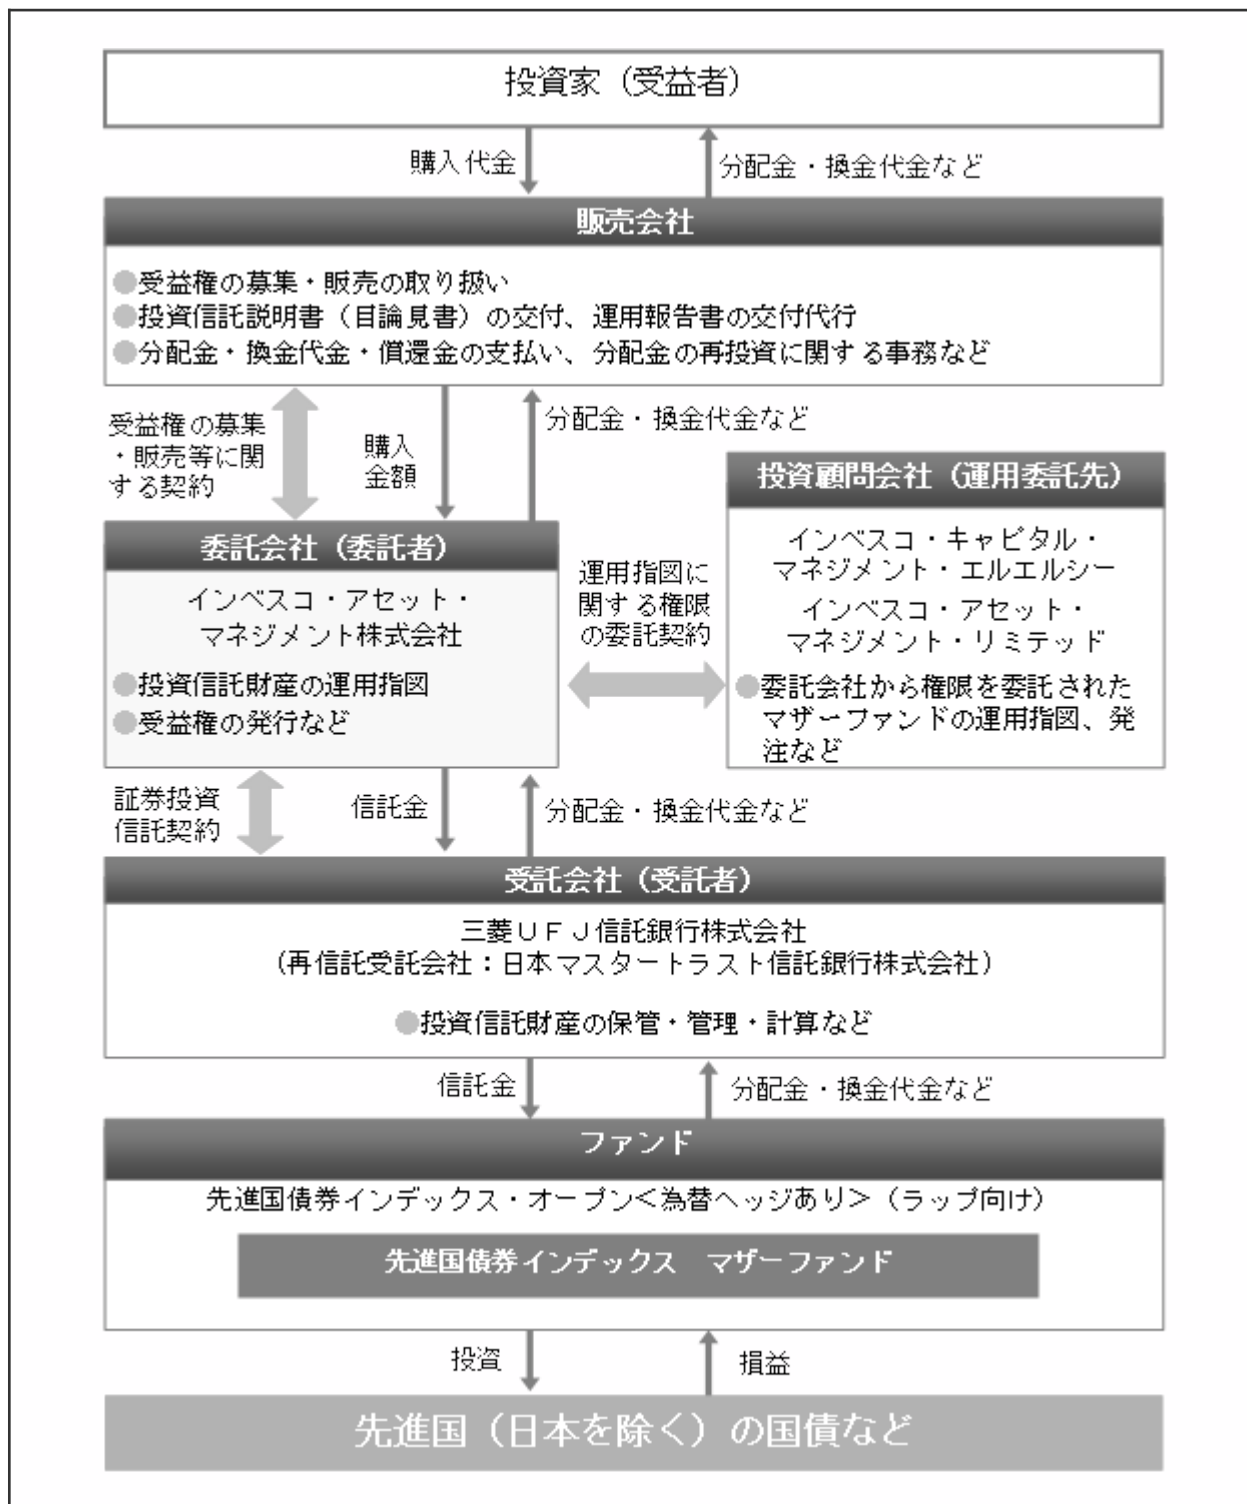 投資家（受益者）
購入代金
分配金・換金代金など
販売会社
●受益権の募集・販売の取り扱い
●投資信託説明書（目論見書）の交付、運用報告書の交付代行
●分配金・換金代金・償還金の支払い、分配金の再投資に関する事務など
受益権の募集
・販売等に関
する契約
購入
金額
分配金・換金代金など
投資顧問会社（運用委託先）
インベスコ・キャピタル・
マネジメント・エルエルシー
インベスコ・アセット・
マネジメント・リミテッド
●委託会社から権限を委託された
マザーファンドの運用指図、発
注など
委託会社（委託者）
インベスコ・アセット・
マネジメント株式会社
●投資信託財産の運用指図
●受益権の発行など
運用指図に
関する権限
の委託契約
証券投資
信託契約
信託金
分配金・換金代金など
受託会社（受託者）
三菱ＵＦＪ信託銀行株式会社
（再信託受託会社：日本マスタートラスト信託銀行株式会社）
●投資信託財産の保管・管理・計算など
信託金
分配金・換金代金など
ファンド
先進国債券インデックス・オープン＜為替ヘッジあり＞（ラップ向け）
先進国債券インデックス　マザーファンド
投資
損益
先進国（日本を除く）の国債など